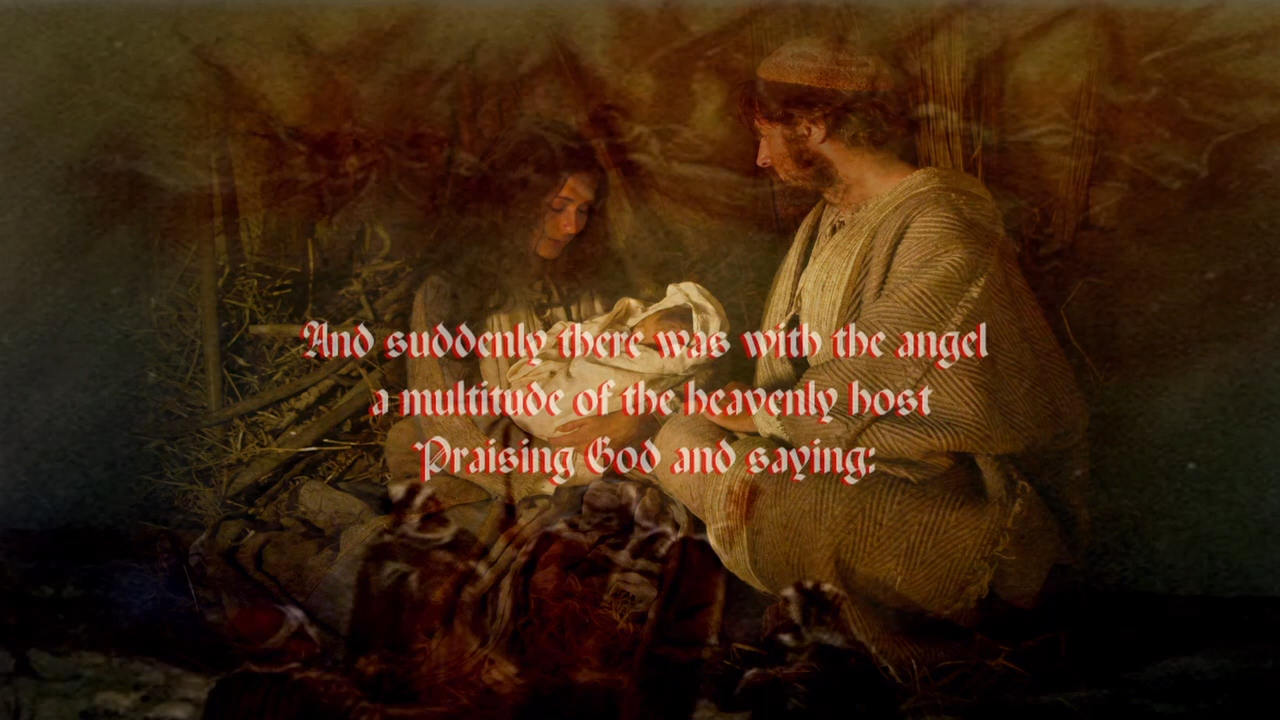 And suddenly there was with the angel
a multitude of the heavenly host
Praising God and saying: